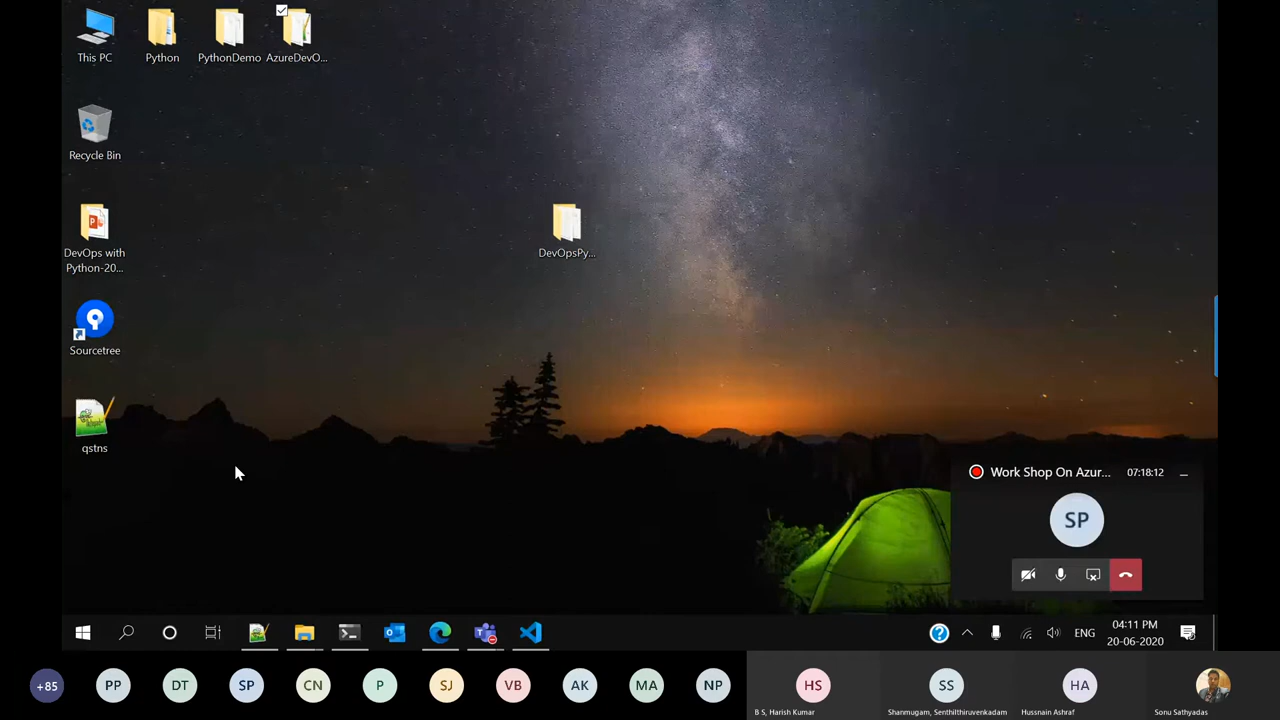 This PC
Python
PythonDemo
AzureDevO...
Recycle Bin
DevOps with
Python-20...
DevOpsPy...
Sourcetree
qstns
Work Shop On Azur...
07:18:12
SP
ENG
04:11 PM
20-06-2020
+85
PP
DT
SP
CN
P
SJ
VB
AK
MA
NP
HS
SS
HA
B S, Harish Kumar
Shanmugam, Senthilthiruvenkadam
Hussnain Ashraf
Sonu Sathyadas